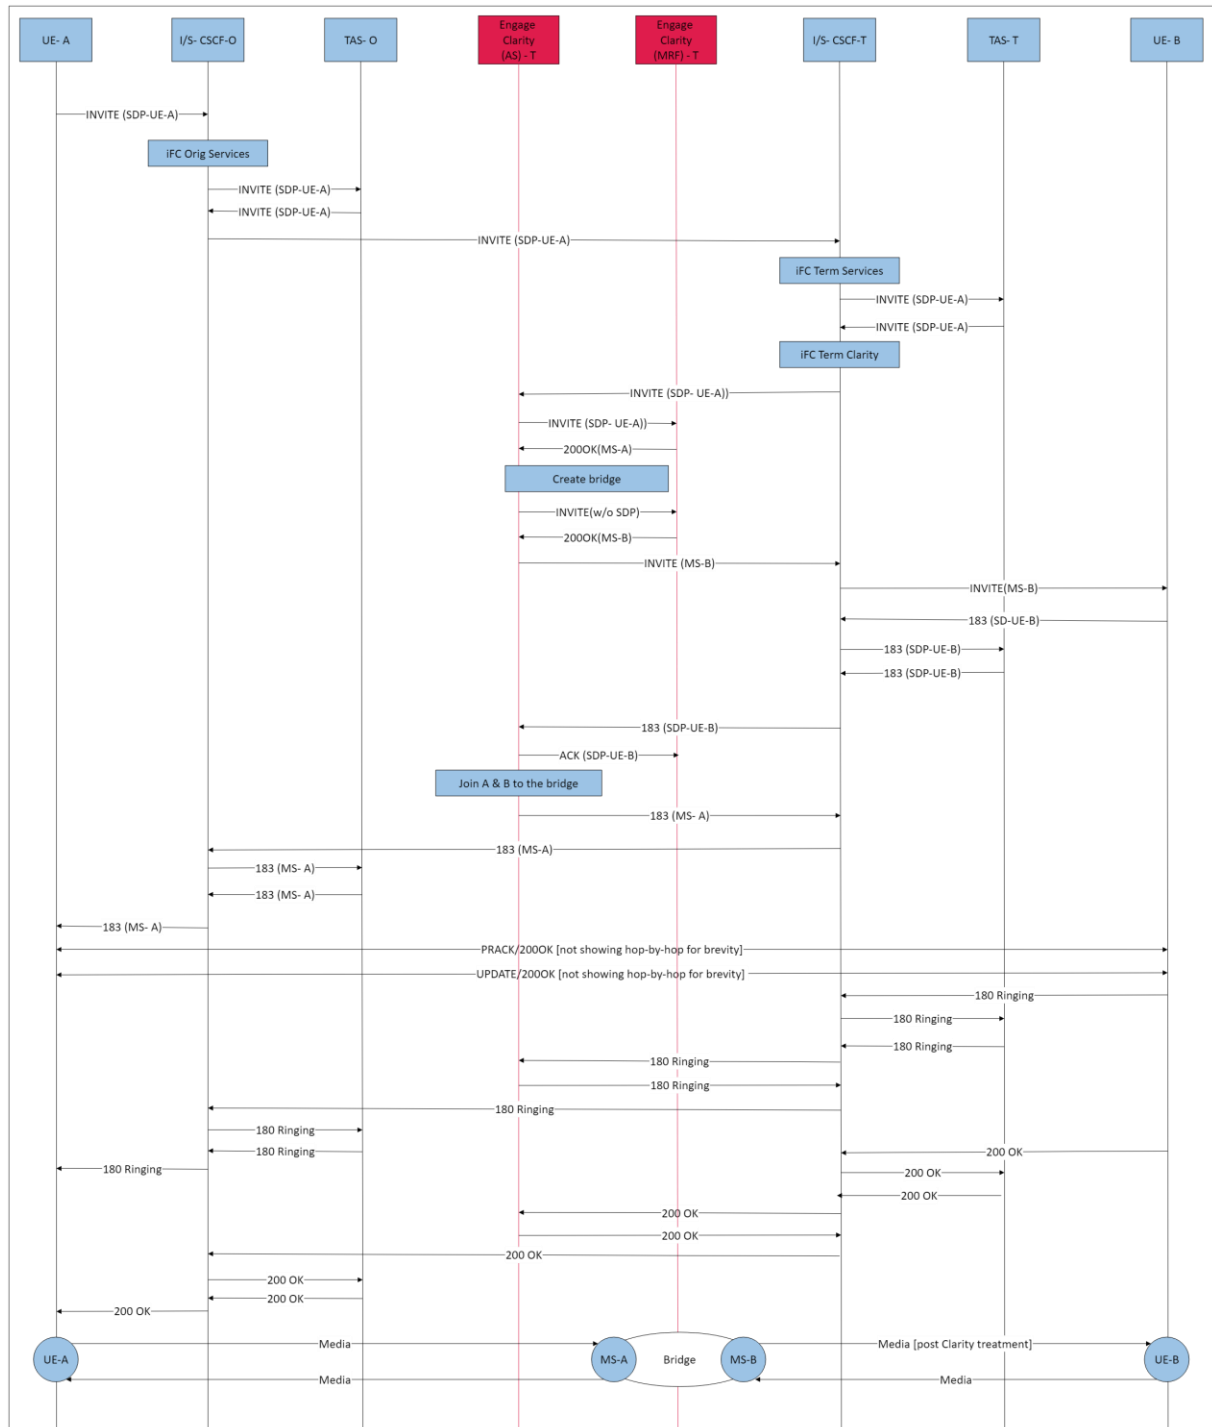 UE- A
I/S- CSCF-O
TAS- O
Engage
Clarity
(AS) - T
Engage
Clarity
(MRF) - T
I/S- CSCF-T
TAS- T
UE- B
INVITE (SDP-UE-A)
iFC Orig Services
INVITE (SDP-UE-A)
INVITE (SDP-UE-A)
INVITE (SDP-UE-A)
iFC Term Services
INVITE (SDP-UE-A)
INVITE (SDP-UE-A)
iFC Term Clarity
INVITE (SDP- UE-A))
INVITE (SDP- UE-A))
200OK(MS-A)
Create bridge
INVITE(w/o SDP)
200OK(MS-B)
INVITE (MS-B)
INVITE(MS-B)
183 (SD-UE-B)
183 (SDP-UE-B)
183 (SDP-UE-B)
183 (SDP-UE-B)
ACK (SDP-UE-B)
Join A & B to the bridge
183 (MS- A)
183 (MS-A)
183 (MS- A)
183 (MS- A)
183 (MS- A)
PRACK/200OK [not showing hop-by-hop for brevity]
UPDATE/200OK [not showing hop-by-hop for brevity]
180 Ringing
180 Ringing
180 Ringing
180 Ringing
180 Ringing
180 Ringing
180 Ringing
180 Ringing
200 OK
180 Ringing
200 OK
200 OK
200 OK
200 OK
200 OK
200 OK
200 OK
200 OK
Media
Media [post Clarity treatment]
UE-A
MS-A
Bridge
MS-B
UE-B
Media
Media